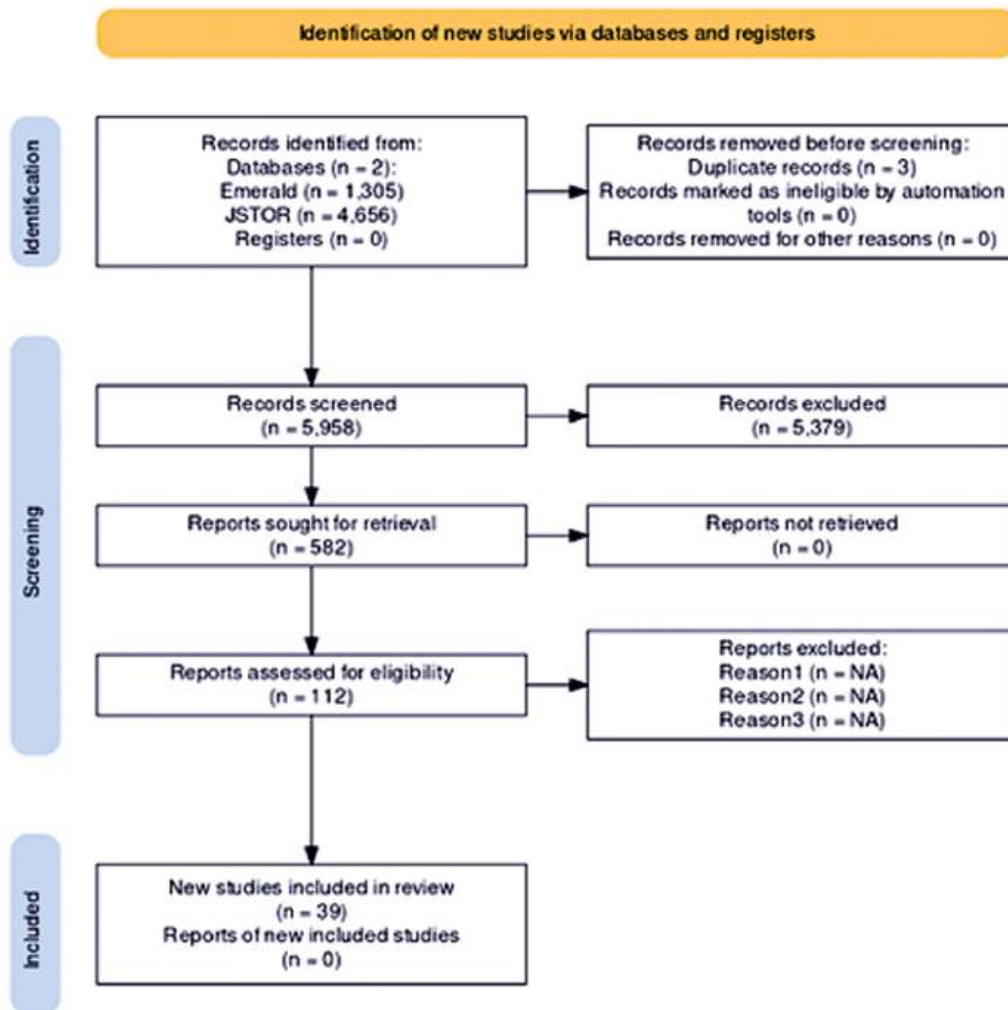 Identification of new studies via databases and registers
Identification
Records identified from:
Databases (n = 2):
Emerald (n = 1,305)
JSTOR (n = 4,656)
Registers (n = 0)
Records removed before screening:
Duplicate records (n = 3)
Records marked as ineligible by automation
tools (n = 0)
Records removed for other reasons (n = 0)
Screening
Records screened
(n = 5,958)
Records excluded
(n = 5,379)
Reports sought for retrieval
(n = 582)
Reports not retrieved
(n = 0)
Reports assessed for eligibility
(n = 112)
Reports excluded:
Reason1 (n = NA)
Reason2 (n = NA)
Reason3 (n = NA)
Included
New studies included in review
(n = 39)
Reports of new included studies
(n = 0)